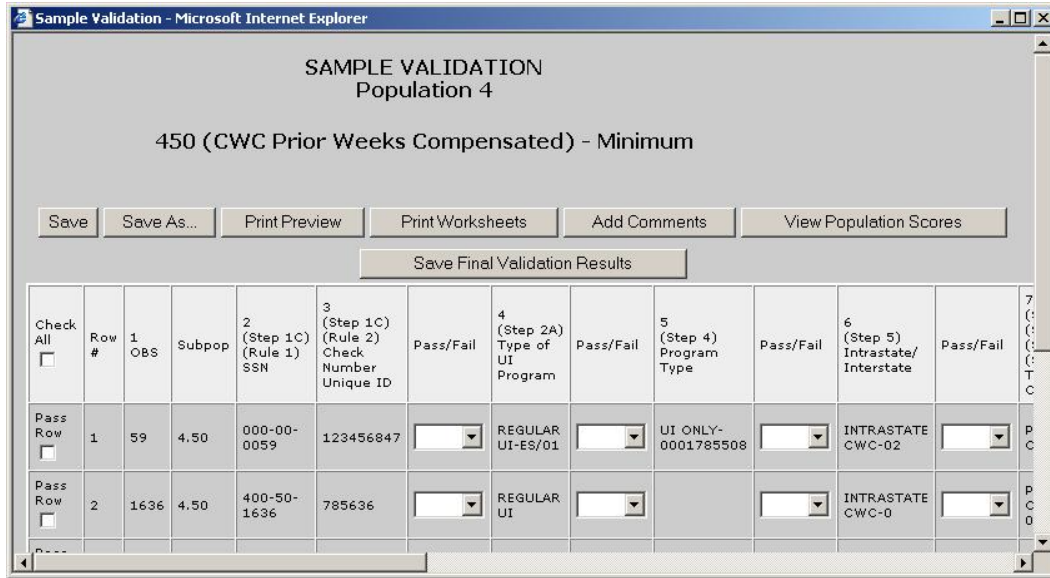 Sample Validation - Microsoft Internet Explorer
SAMPLE VALIDATION
Population 4
450 (CWC Prior Weeks Compensated) - Minimum
Save Save As... Print Preview Print Worksheets Add Comments View Population Scores
Save Final Validation Results
Check All
Row #
1 OBS
Subpop
2 (Step 1C) (Rule 1) SSN
3 (Step 1C) (Rule 2) Check Number Unique ID
Pass/Fail
4 (Step 2A) Type of UI Program
Pass/Fail
5 (Step 4) Program Type
Pass/Fail
6 (Step 5) Intrastate/ Interstate
Pass/Fail
7
Pass Row 1 59 4.50 000-00-0059 123456847 REGULAR UI-ES/01 UI ONLY-0001785508 INTRASTATE CWC-02
Pass Row 2 1636 4.50 400-50-1636 785636 REGULAR UI INTRASTATE CWC-0